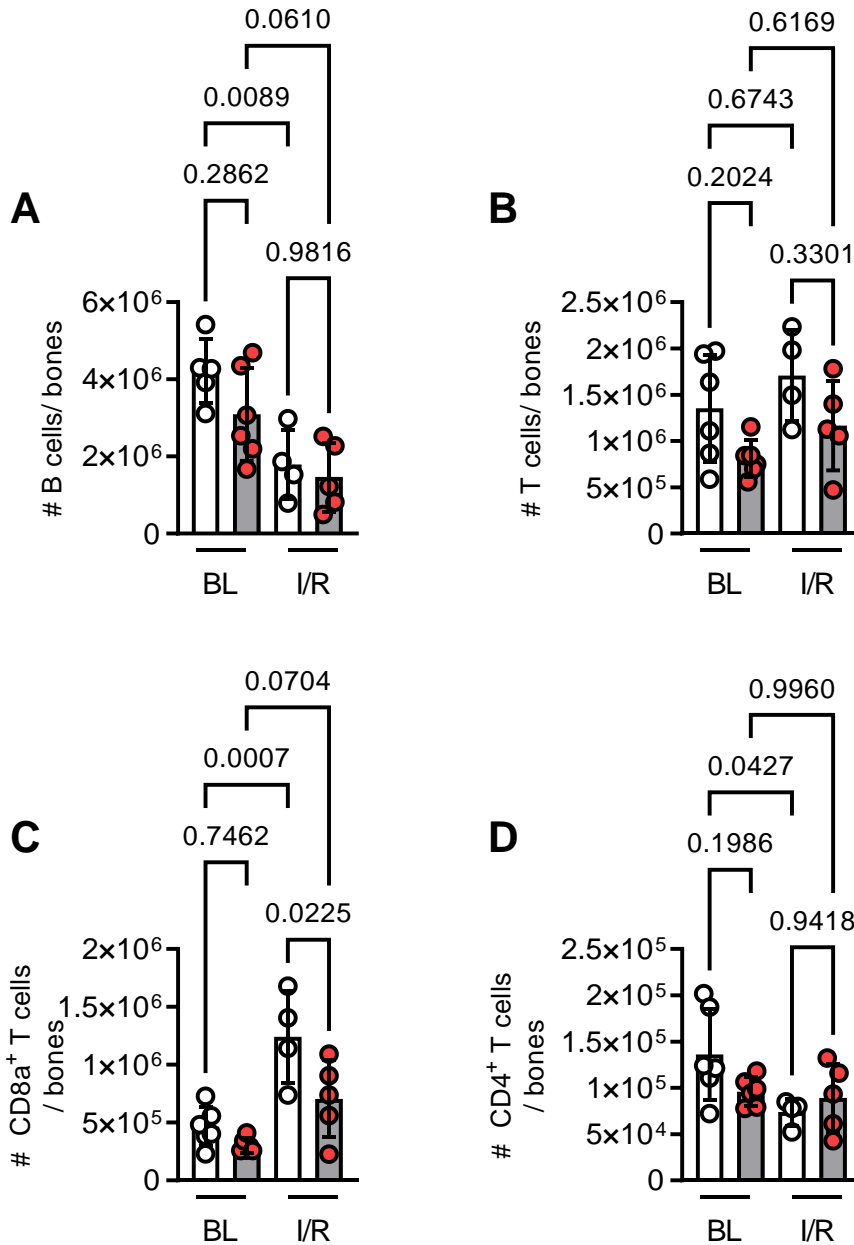 A
0.0610
0.0089
0.2862
0.9816
# B cells/ bones
6×10⁶
4×10⁶
2×10⁶
0
BL
I/R
B
0.6169
0.6743
0.2024
0.3301
# T cells/ bones
2.5×10⁶
2×10⁶
1.5×10⁶
1×10⁶
5×10⁵
0
BL
I/R
C
0.0704
0.0007
0.7462
0.0225
# CD8a⁺ T cells
/ bones
2×10⁶
1.5×10⁶
1×10⁶
5×10⁵
0
BL
I/R
D
0.9960
0.0427
0.1986
0.9418
# CD4⁺ T cells
/ bones
2.5×10⁵
2×10⁵
1.5×10⁵
1×10⁵
5×10⁴
0
BL
I/R